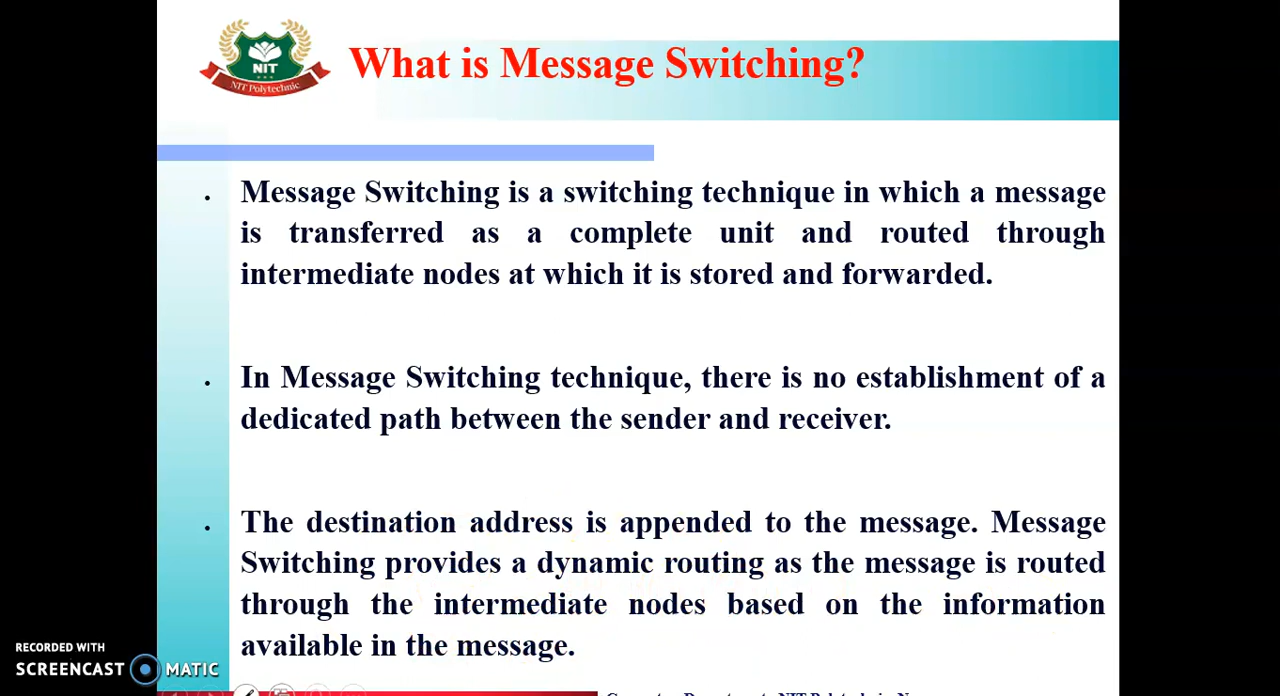 NIT
NIT Polytechnic
What is Message Switching?
• Message Switching is a switching technique in which a message
is transferred as a complete unit and routed through
intermediate nodes at which it is stored and forwarded.
• In Message Switching technique, there is no establishment of a
dedicated path between the sender and receiver.
• The destination address is appended to the message. Message
Switching provides a dynamic routing as the message is routed
through the intermediate nodes based on the information
available in the message.
RECORDED WITH
SCREENCAST MATIC